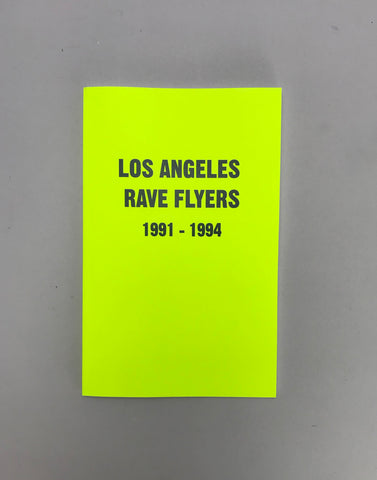 LOS ANGELES
RAVE FLYERS
1991 - 1994